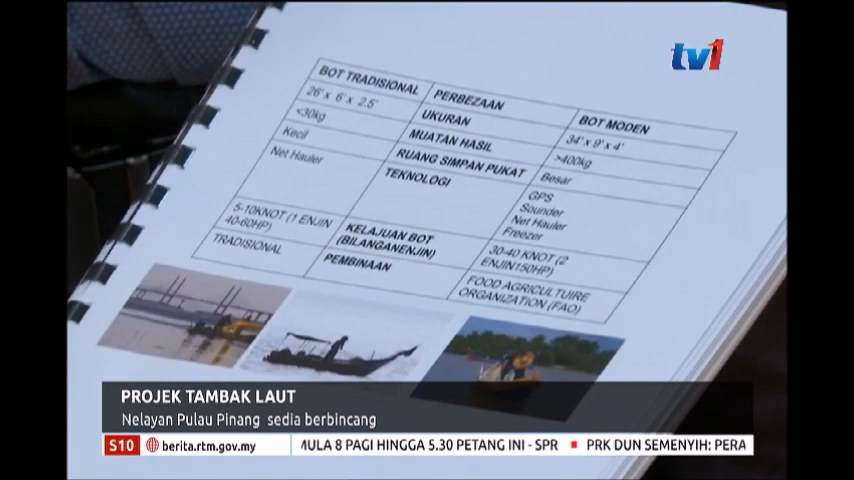 tv1
BOT TRADISIONAL PERBEZAAN BOT MODEN
26' x 6' x 2.5' UKURAN 34' x 9' x 4'
<30kg MUATAN HASIL >400kg
Kecil RUANG SIMPAN PUKAT Besar
Net Hauler TEKNOLOGI GPS
Sounder
Net Hauler
Freezer
5-10KNOT (1 ENJIN KELAJUAN BOT 30-40 KNOT (2
40-60HP) (BILANGANENJIN) ENJIN150HP)
TRADISIONAL PEMBINAAN FOOD AGRICULTUIRE
ORGANIZATION (FAO)
PROJEK TAMBAK LAUT
Nelayan Pulau Pinang sedia berbincang
S10 berita.rtm.gov.my MULA 8 PAGI HINGGA 5.30 PETANG INI - SPR PRK DUN SEMENYIH: PERA